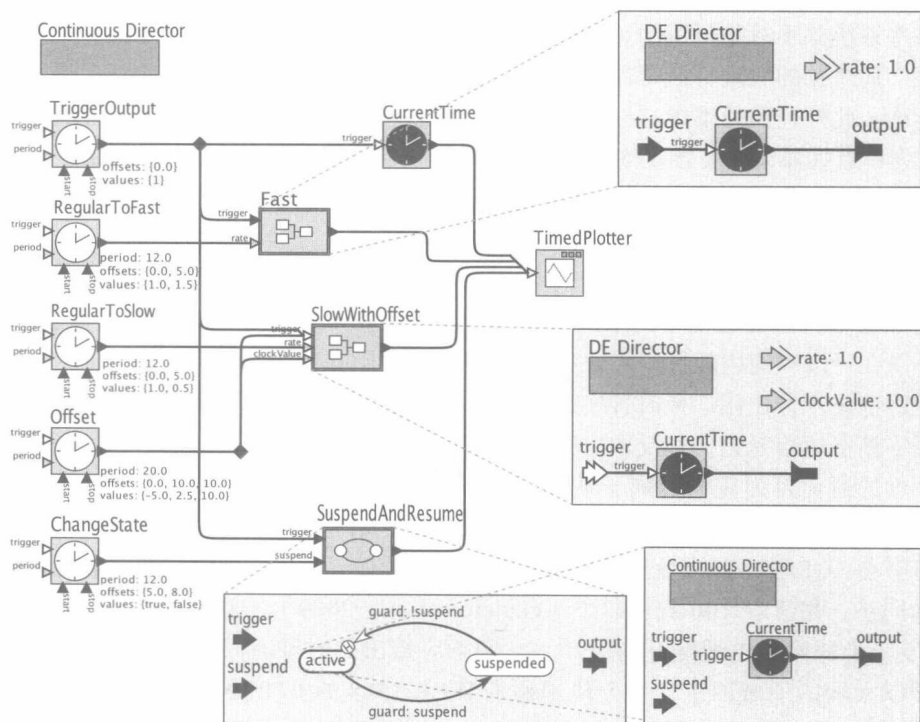 Continuous Director
TriggerOutput
trigger
period
start
stop
offsets: {0.0}
values: {1}
RegularToFast
trigger
period
start
stop
period: 12.0
offsets: {0.0, 5.0}
values: {1.0, 1.5}
RegularToSlow
trigger
period
start
stop
period: 12.0
offsets: {0.0, 5.0}
values: {1.0, 0.5}
Offset
trigger
period
start
stop
period: 20.0
offsets: {0.0, 10.0, 10.0}
values: {-5.0, 2.5, 10.0}
ChangeState
trigger
period
start
stop
period: 12.0
offsets: {5.0, 8.0}
values: {true, false}
CurrentTime
trigger
Fast
trigger
rate
SlowWithOffset
trigger
rate
clockValue
SuspendAndResume
trigger
suspend
TimedPlotter
DE Director
rate: 1.0
CurrentTime
trigger
trigger
output
DE Director
rate: 1.0
clockValue: 10.0
CurrentTime
trigger
trigger
output
trigger
suspend
guard: !suspend
active
suspended
guard: suspend
output
Continuous Director
CurrentTime
trigger
trigger
suspend
output